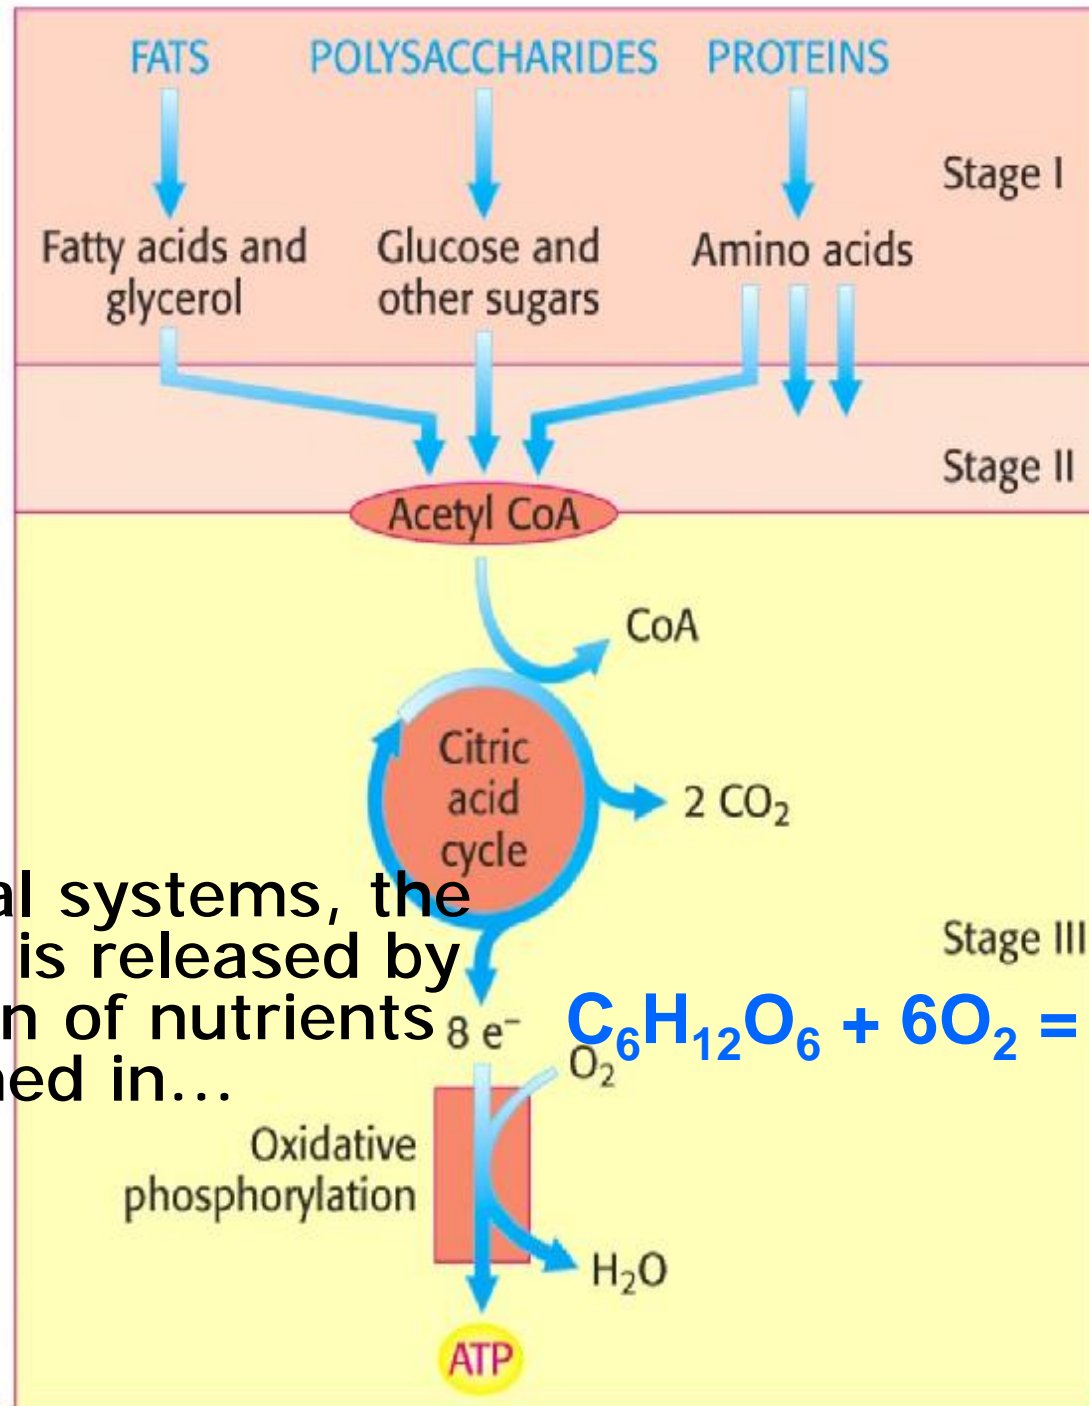 FATS POLYSACCHARIDES PROTEINS
Stage I
Fatty acids and
glycerol
Glucose and
other sugars
Amino acids
Stage II
Acetyl CoA
CoA
Citric
acid
cycle
2 CO₂
al systems, the
is released by
n of nutrients
ned in...
Stage III
8 e⁻
C₆H₁₂O₆ + 6O₂ =
O₂
Oxidative
phosphorylation
H₂O
ATP